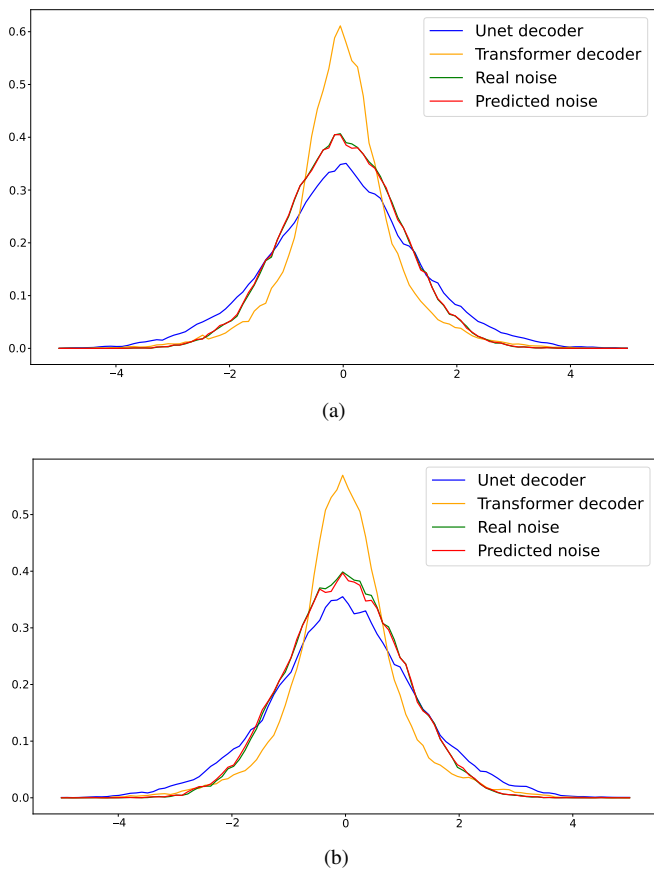 Unet decoder
Transformer decoder
Real noise
Predicted noise
0.6
0.5
0.4
0.3
0.2
0.1
0.0
−4 −2 0 2 4
(a)
Unet decoder
Transformer decoder
Real noise
Predicted noise
0.5
0.4
0.3
0.2
0.1
0.0
−4 −2 0 2 4
(b)